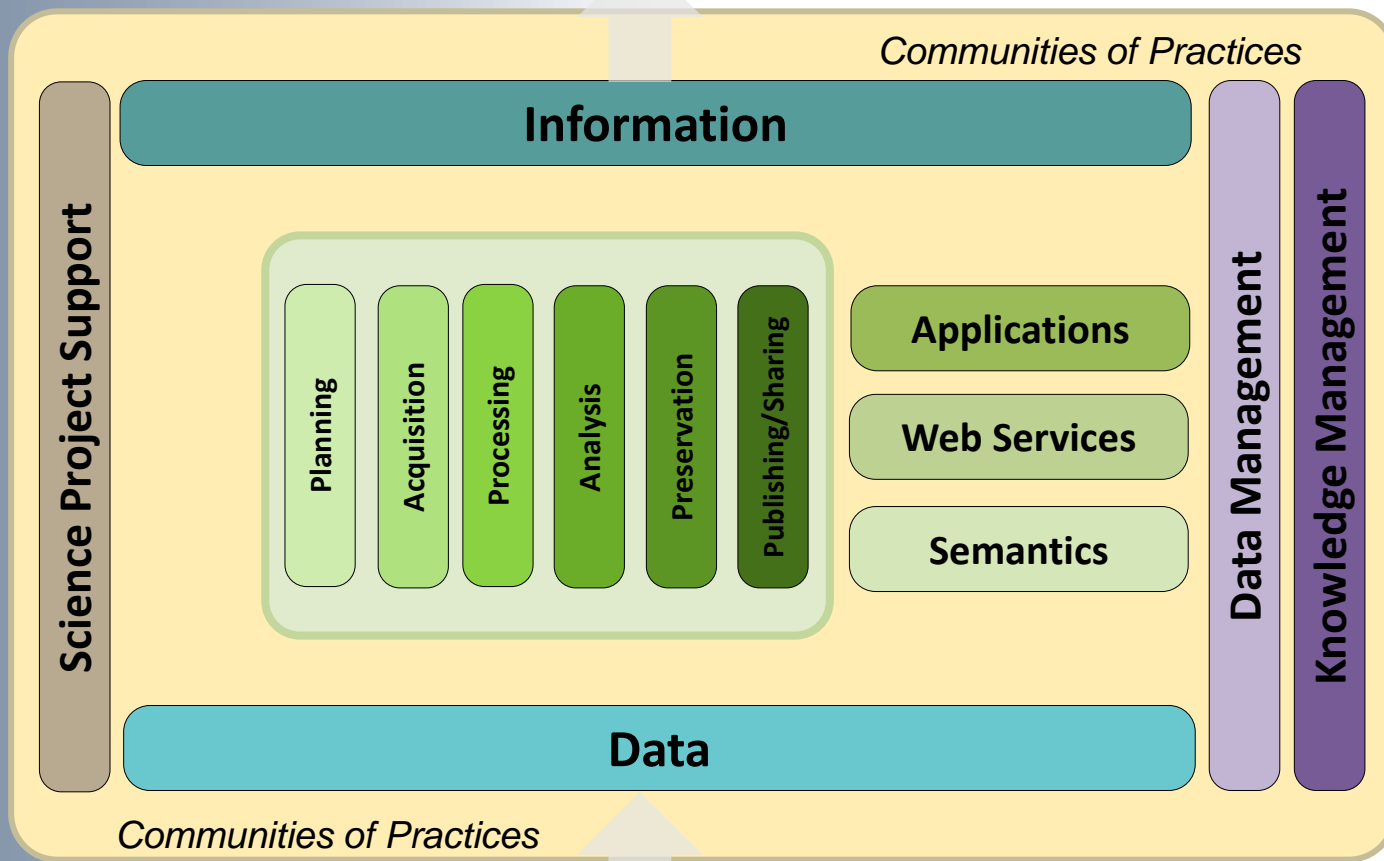 Communities of Practices
Information
Science Project Support
Planning
Acquisition
Processing
Analysis
Preservation
Publishing/Sharing
Applications
Web Services
Semantics
Data Management
Knowledge Management
Data
Communities of Practices